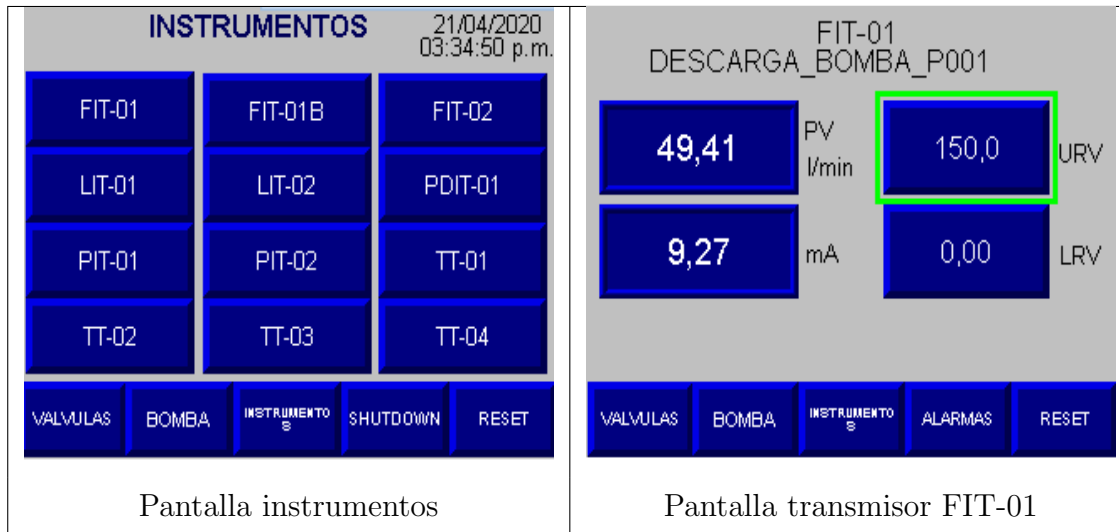 INSTRUMENTOS
21/04/2020
03:34:50 p.m.
FIT-01
FIT-01B
FIT-02
LIT-01
LIT-02
PDIT-01
PIT-01
PIT-02
TT-01
TT-02
TT-03
TT-04
VALVULAS
BOMBA
INSTRUMENTO
S
SHUTDOWN
RESET
Pantalla instrumentos
FIT-01
DESCARGA_BOMBA_P001
49,41
PV
l/min
150,0
URV
9,27
mA
0,00
LRV
VALVULAS
BOMBA
INSTRUMENTO
S
ALARMAS
RESET
Pantalla transmisor FIT-01